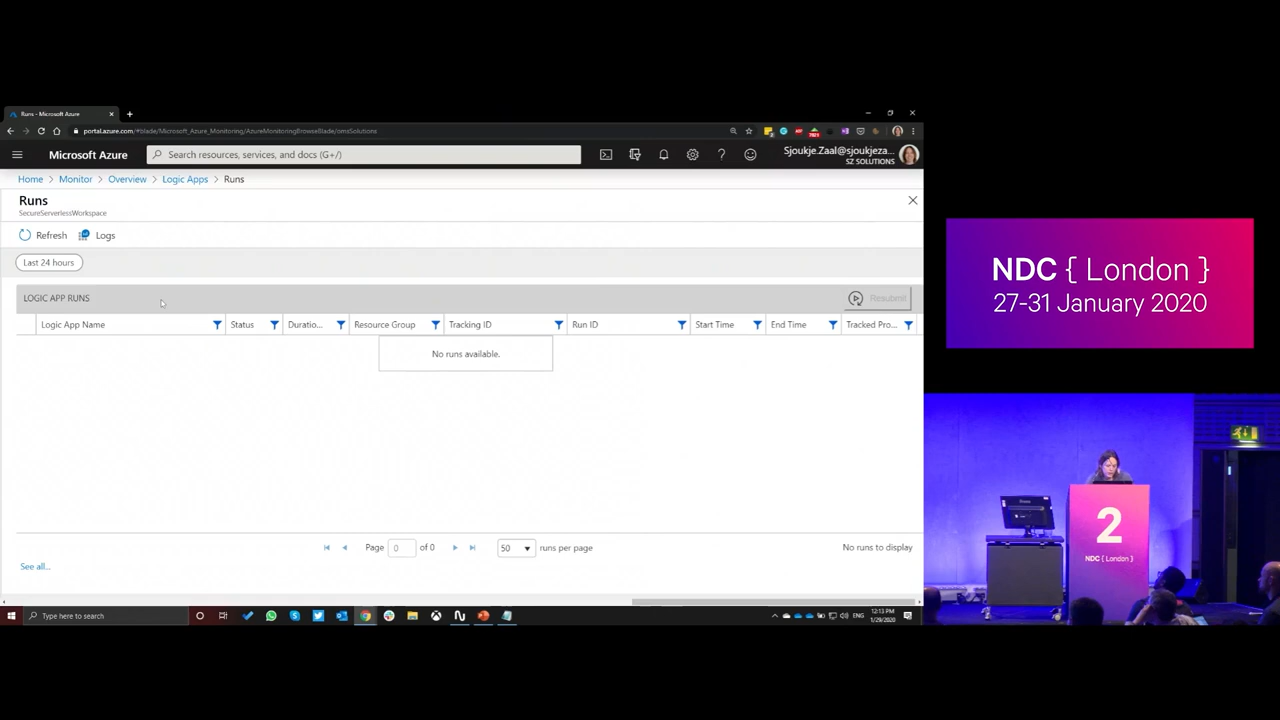 Runs - Microsoft Azure
portal.azure.com/#blade/Microsoft_Azure_Monitoring/AzureMonitoringBrowseBlade/omsSolutions
Microsoft Azure
Search resources, services, and docs (G+/)
Sjoukje.Zaal@sjoukjeza...
SZ SOLUTIONS
Home > Monitor > Overview > Logic Apps > Runs
Runs
SecureServerlessWorkspace
Refresh Logs
Last 24 hours
LOGIC APP RUNS
Resubmit
Logic App Name Status Duratio... Resource Group Tracking ID Run ID Start Time End Time Tracked Pro...
No runs available.
Page 0 of 0 50 runs per page No runs to display
See all...
Type here to search
ENG
12:13 PM
1/29/2020
NDC { London }
27-31 January 2020
2
NDC { London }